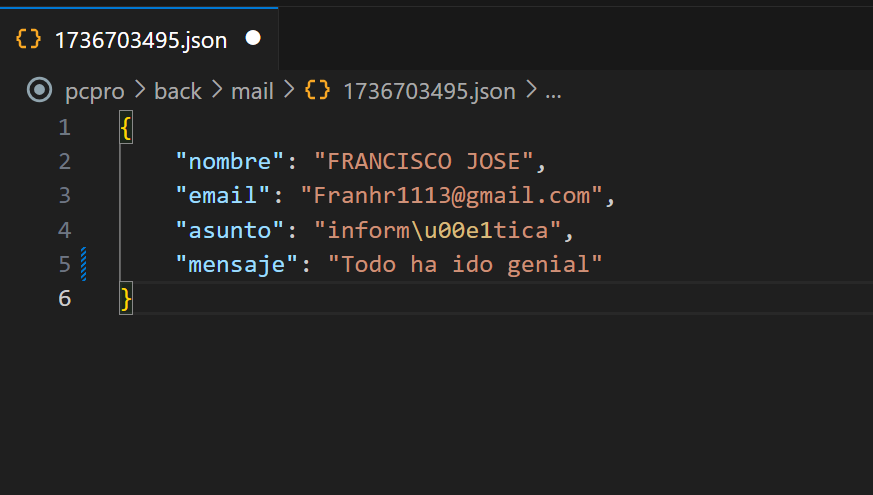 {} 1736703495.json
pcpro > back > mail > {} 1736703495.json > ...
1 {
2 "nombre": "FRANCISCO JOSE",
3 "email": "Franhr1113@gmail.com",
4 "asunto": "inform\u00e1tica",
5 "mensaje": "Todo ha ido genial"
6 }